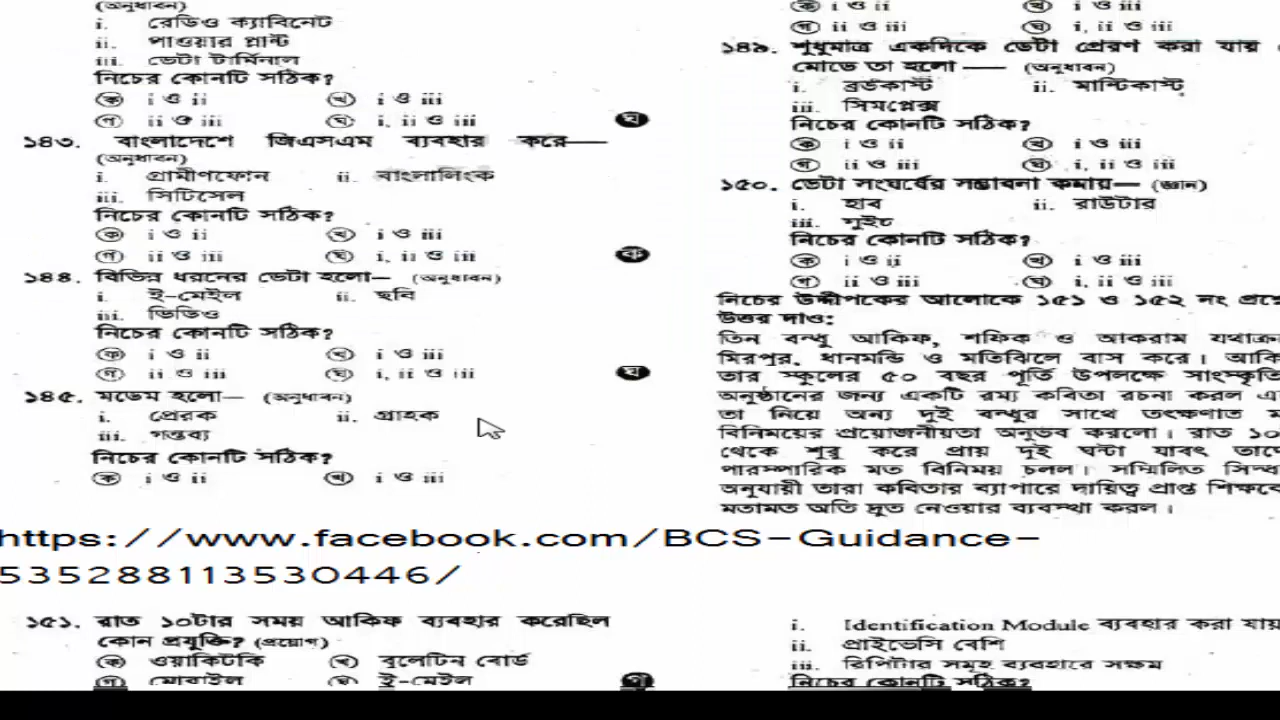 (অনুধাবন)
i. রেডিও ক্যাবিনেট
ii. পাওয়ার প্লান্ট
iii. ডেটা টার্মিনাল
নিচের কোনটি সঠিক?
ক i ও ii খ i ও iii
গ ii ও iii ঘ i, ii ও iii ঘ
১৪৩. বাংলাদেশে জিএসএম ব্যবহার করে—
(অনুধাবন)
i. গ্রামীণফোন ii. বাংলালিংক
iii. সিটিসেল
নিচের কোনটি সঠিক?
ক i ও ii খ i ও iii
গ ii ও iii ঘ i, ii ও iii ক
১৪৪. বিভিন্ন ধরনের ডেটা হলো— (অনুধাবন)
i. ই-মেইল ii. ছবি
iii. ভিডিও
নিচের কোনটি সঠিক?
ক i ও ii খ i ও iii
গ ii ও iii ঘ i, ii ও iii ঘ
১৪৫. মডেম হলো— (অনুধাবন)
i. প্রেরক ii. গ্রাহক
iii. গন্তব্য
নিচের কোনটি সঠিক?
ক i ও ii খ i ও iii
ক i ও ii খ i ও iii
গ ii ও iii ঘ i, ii ও iii
১৪৯. শুধুমাত্র একদিকে ডেটা প্রেরণ করা যায়
মোডে তা হলো — (অনুধাবন)
i. ব্রডকাস্ট ii. মাল্টিকাস্ট
iii. সিমপ্লেক্স
নিচের কোনটি সঠিক?
ক i ও ii খ i ও iii
গ ii ও iii ঘ i, ii ও iii
১৫০. ডেটা সংঘর্ষের সম্ভাবনা কমায়— (জ্ঞান)
i. হাব ii. রাউটার
iii. সুইচ
নিচের কোনটি সঠিক?
ক i ও ii খ i ও iii
গ ii ও iii ঘ i, ii ও iii
নিচের উদ্দীপকের আলোকে ১৫১ ও ১৫২ নং
উত্তর দাও:
তিন বন্ধু আকিফ, শফিক ও আকরাম
মিরপুর, ধানমন্ডি ও মতিঝিলে বাস করে।
তার স্কুলের ৫০ বছর পূর্তি উপলক্ষে
অনুষ্ঠানের জন্য একটি রম্য কবিতা রচনা করল
তা নিয়ে অন্য দুই বন্ধুর সাথে তৎক্ষণাত
বিনিময়ের প্রয়োজনীয়তা অনুভব করলো। রাত
থেকে শুরু করে প্রায় দুই ঘন্টা যাবৎ
পারস্পারিক মত বিনিময় চলল। সম্মিলিত
অনুযায়ী তারা কবিতার ব্যাপারে দায়িত্ব প্রাপ্ত
মতামত অতি দ্রুত নেওয়ার ব্যবস্থা করল।
https://www.facebook.com/BCS-Guidance-
535288113530446/
১৫১. রাত ১০টার সময় আকিফ ব্যবহার করেছিল
কোন প্রযুক্তি? (প্রয়োগ)
ক ওয়াকিটকি খ বুলেটিন বোর্ড
গ মোবাইল ঘ ই-মেইল গ
i. Identification Module ব্যবহার করা যায়
ii. প্রাইভেসি বেশি
iii. রিপিটার সমূহ ব্যবহারে সক্ষম
নিচের কোনটি সঠিক?